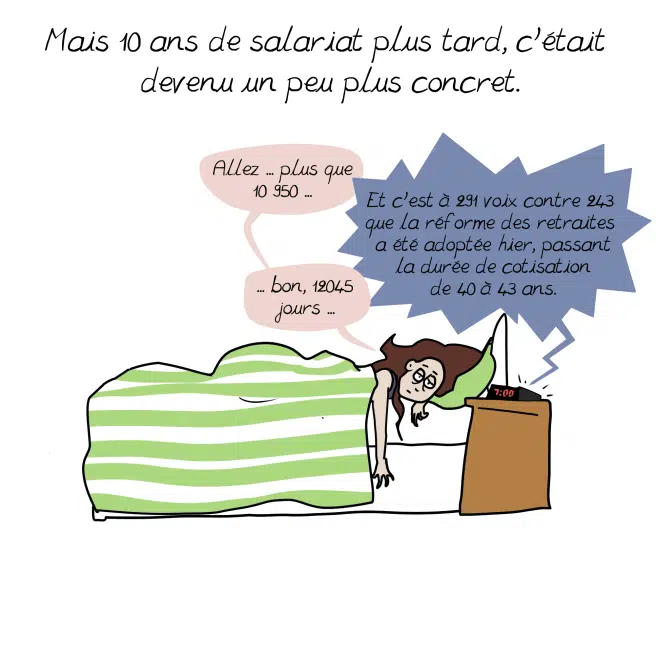 Mais 10 ans de salariat plus tard, c'était
devenu un peu plus concret.
Allez ... plus que
10 950 ...
Et c'est à 291 voix contre 243
que la réforme des retraites
a été adoptée hier, passant
la durée de cotisation
de 40 à 43 ans.
... bon, 12045
jours ...
7:00